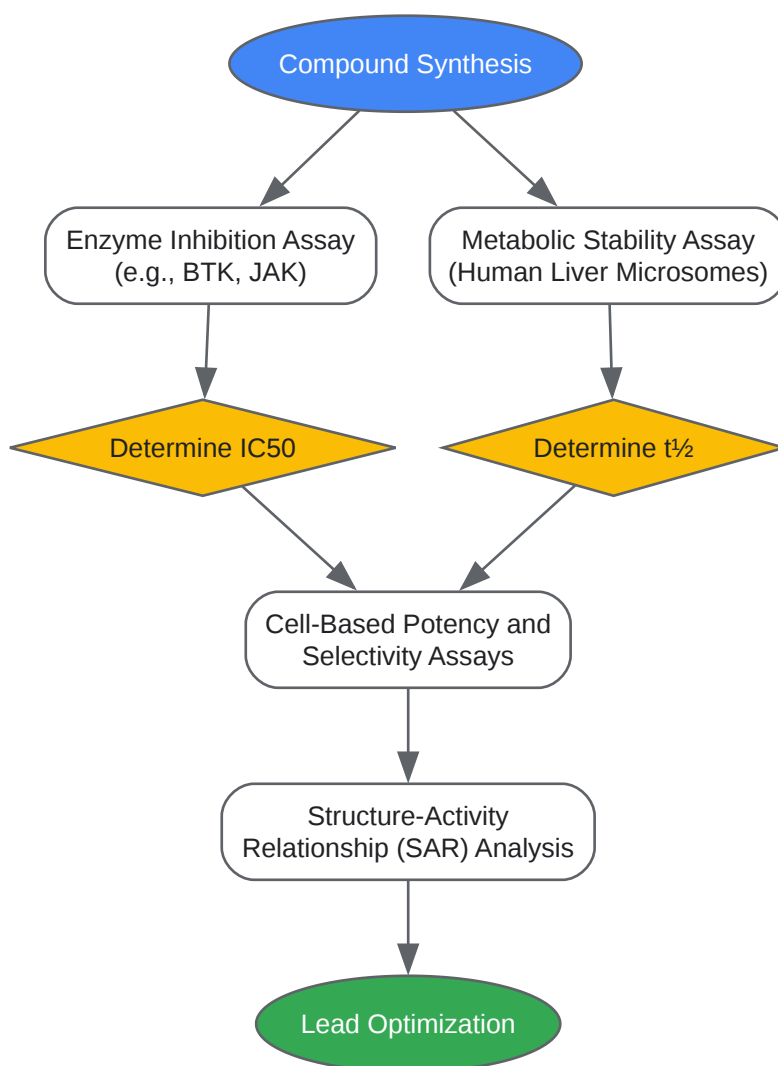 Compound Synthesis
Enzyme Inhibition Assay
(e.g., BTK, JAK)
Metabolic Stability Assay
(Human Liver Microsomes)
Determine IC50
Determine t½
Cell-Based Potency and
Selectivity Assays
Structure-Activity
Relationship (SAR) Analysis
Lead Optimization